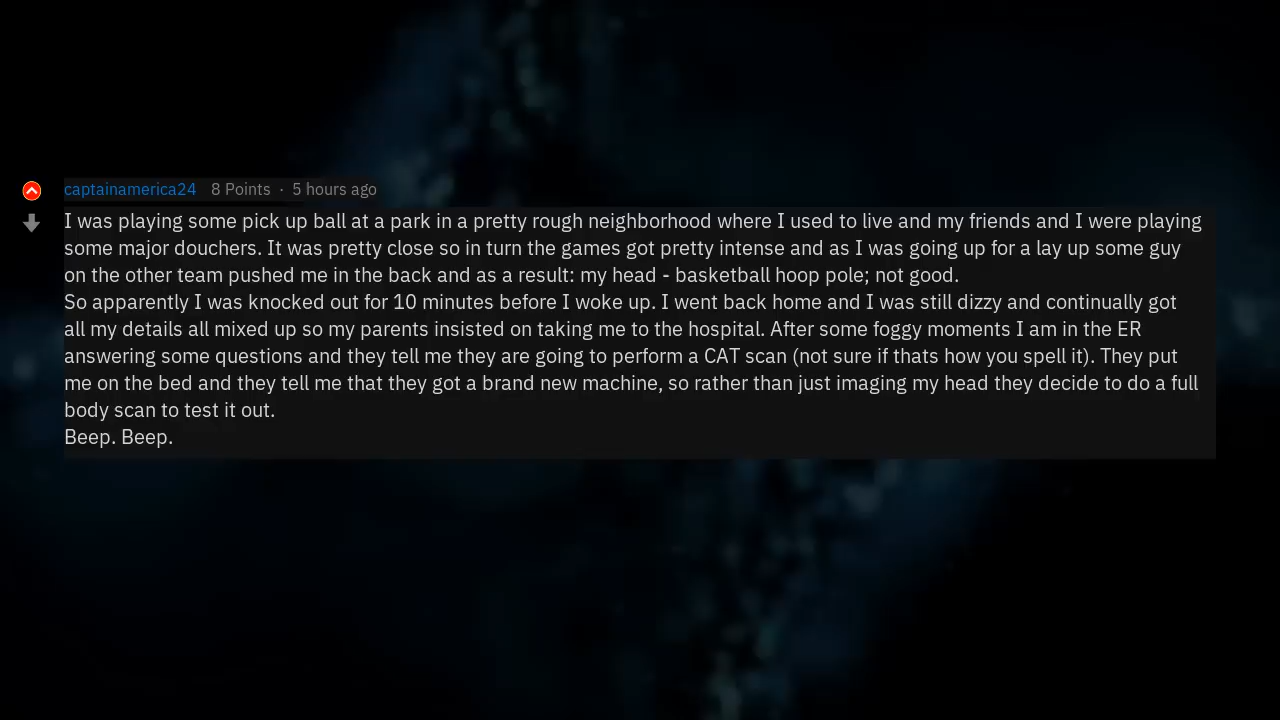 captainamerica24 8 Points · 5 hours ago
I was playing some pick up ball at a park in a pretty rough neighborhood where I used to live and my friends and I were playing
some major douchers. It was pretty close so in turn the games got pretty intense and as I was going up for a lay up some guy
on the other team pushed me in the back and as a result: my head - basketball hoop pole; not good.
So apparently I was knocked out for 10 minutes before I woke up. I went back home and I was still dizzy and continually got
all my details all mixed up so my parents insisted on taking me to the hospital. After some foggy moments I am in the ER
answering some questions and they tell me they are going to perform a CAT scan (not sure if thats how you spell it). They put
me on the bed and they tell me that they got a brand new machine, so rather than just imaging my head they decide to do a full
body scan to test it out.
Beep. Beep.